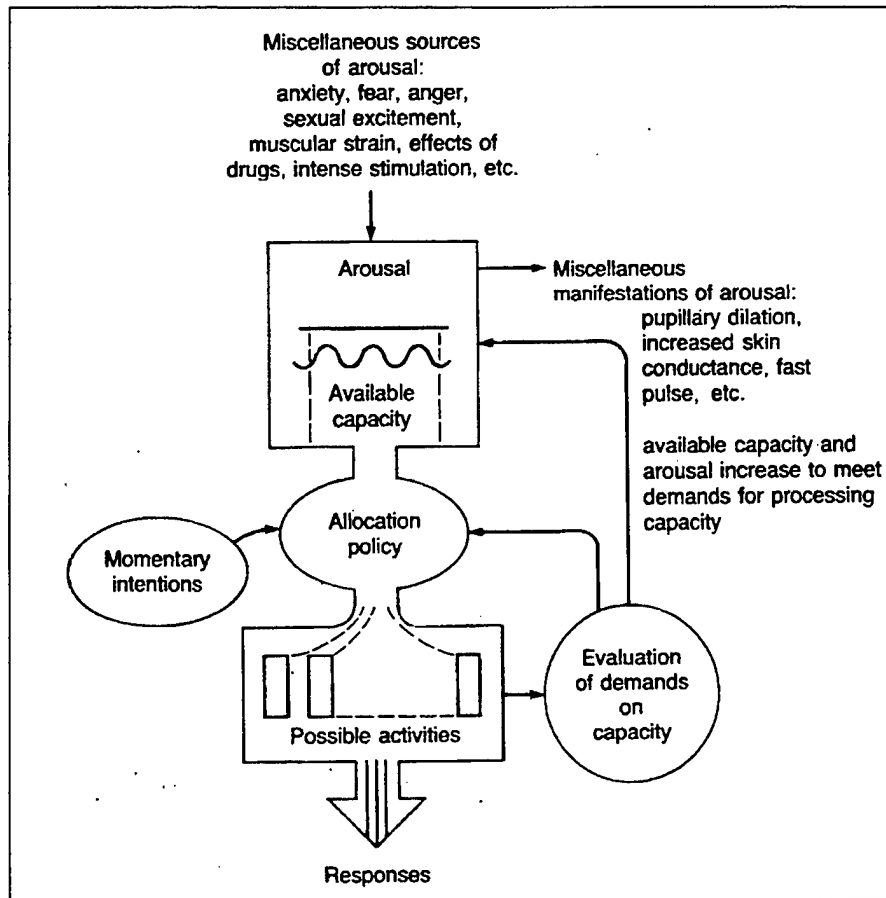 Miscellaneous sources
of arousal:
anxiety, fear, anger,
sexual excitement,
muscular strain, effects of
drugs, intense stimulation, etc.
Arousal
Miscellaneous
manifestations of arousal:
pupillary dilation,
increased skin
conductance, fast
pulse, etc.
Available
capacity
available capacity and
arousal increase to meet
demands for processing
capacity
Allocation
policy
Momentary
intentions
Evaluation
of demands
on
capacity
Possible activities
Responses